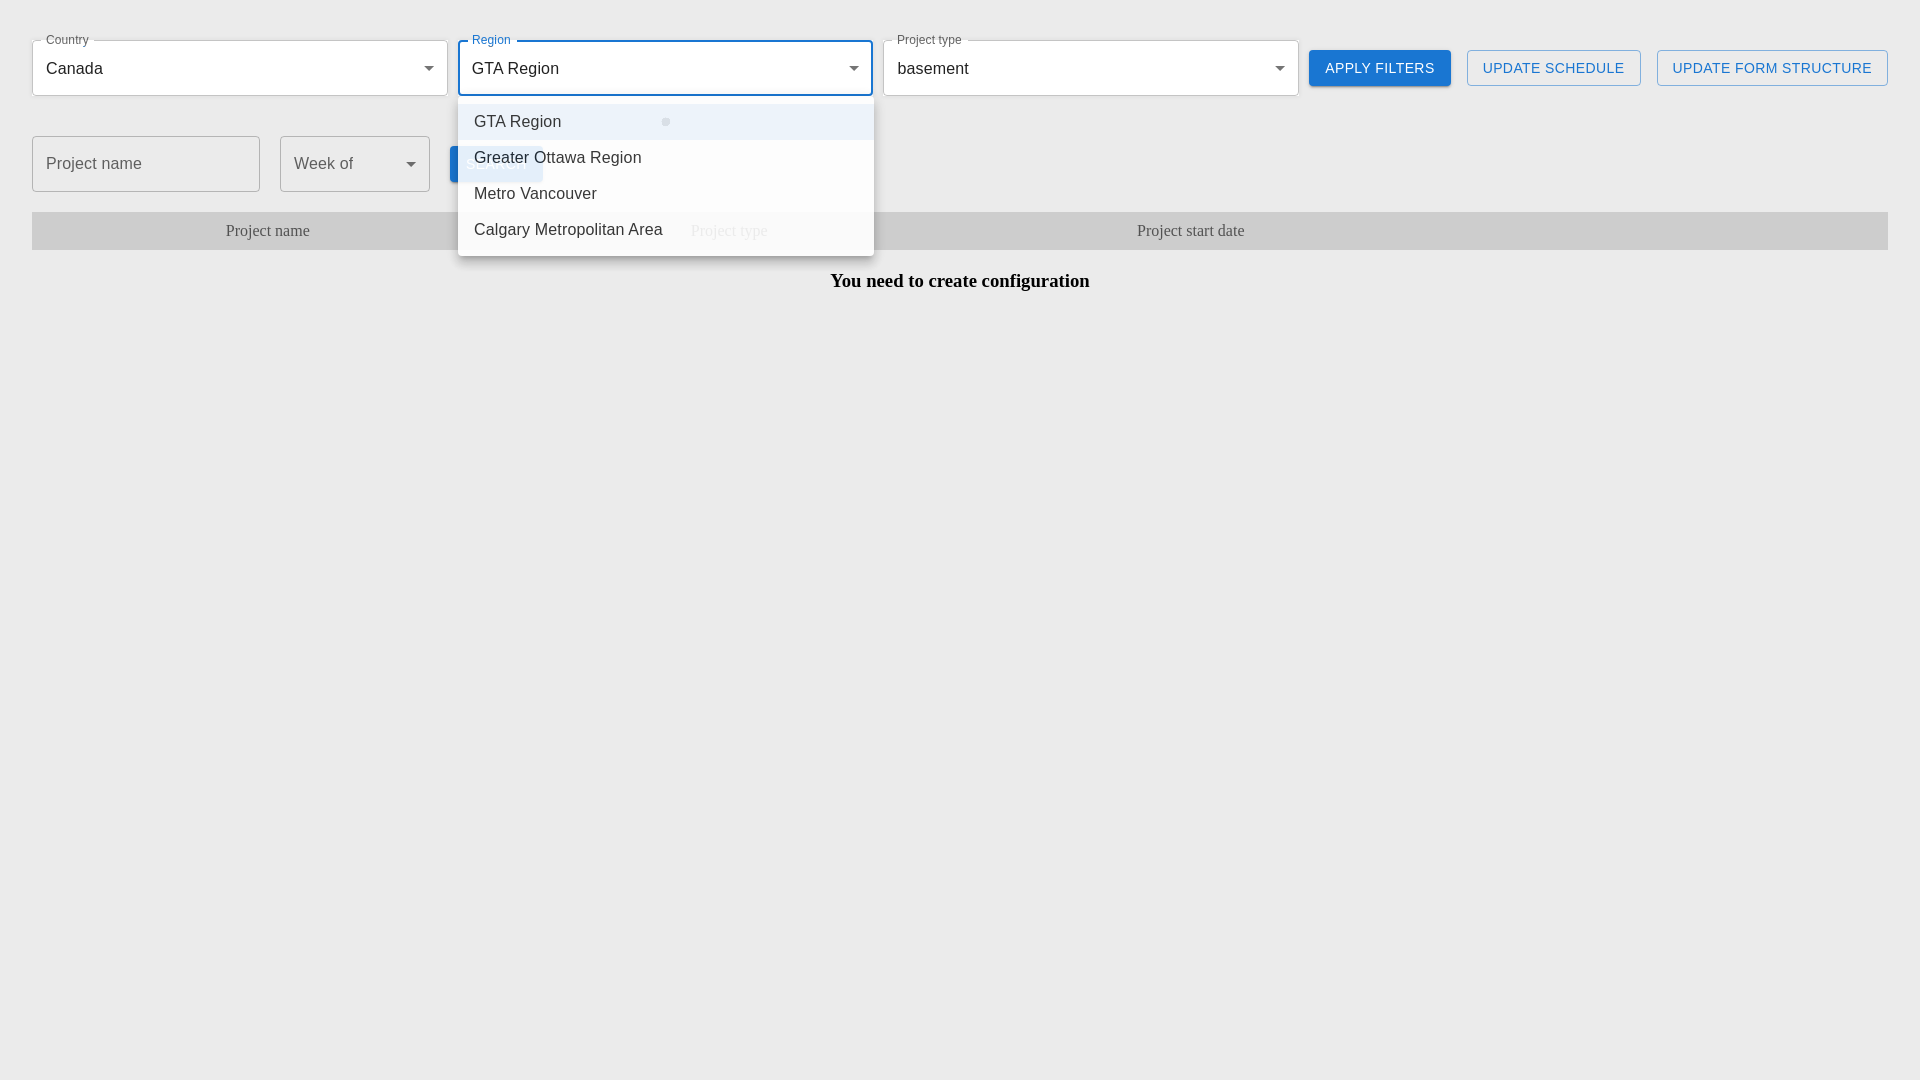 Country
Region
Project type
Canada
GTA Region
basement
APPLY FILTERS
UPDATE SCHEDULE
UPDATE FORM STRUCTURE
GTA Region
Greater Ottawa Region
Metro Vancouver
Calgary Metropolitan Area
Project name
Week of
Project name
Project type
Project start date
You need to create configuration